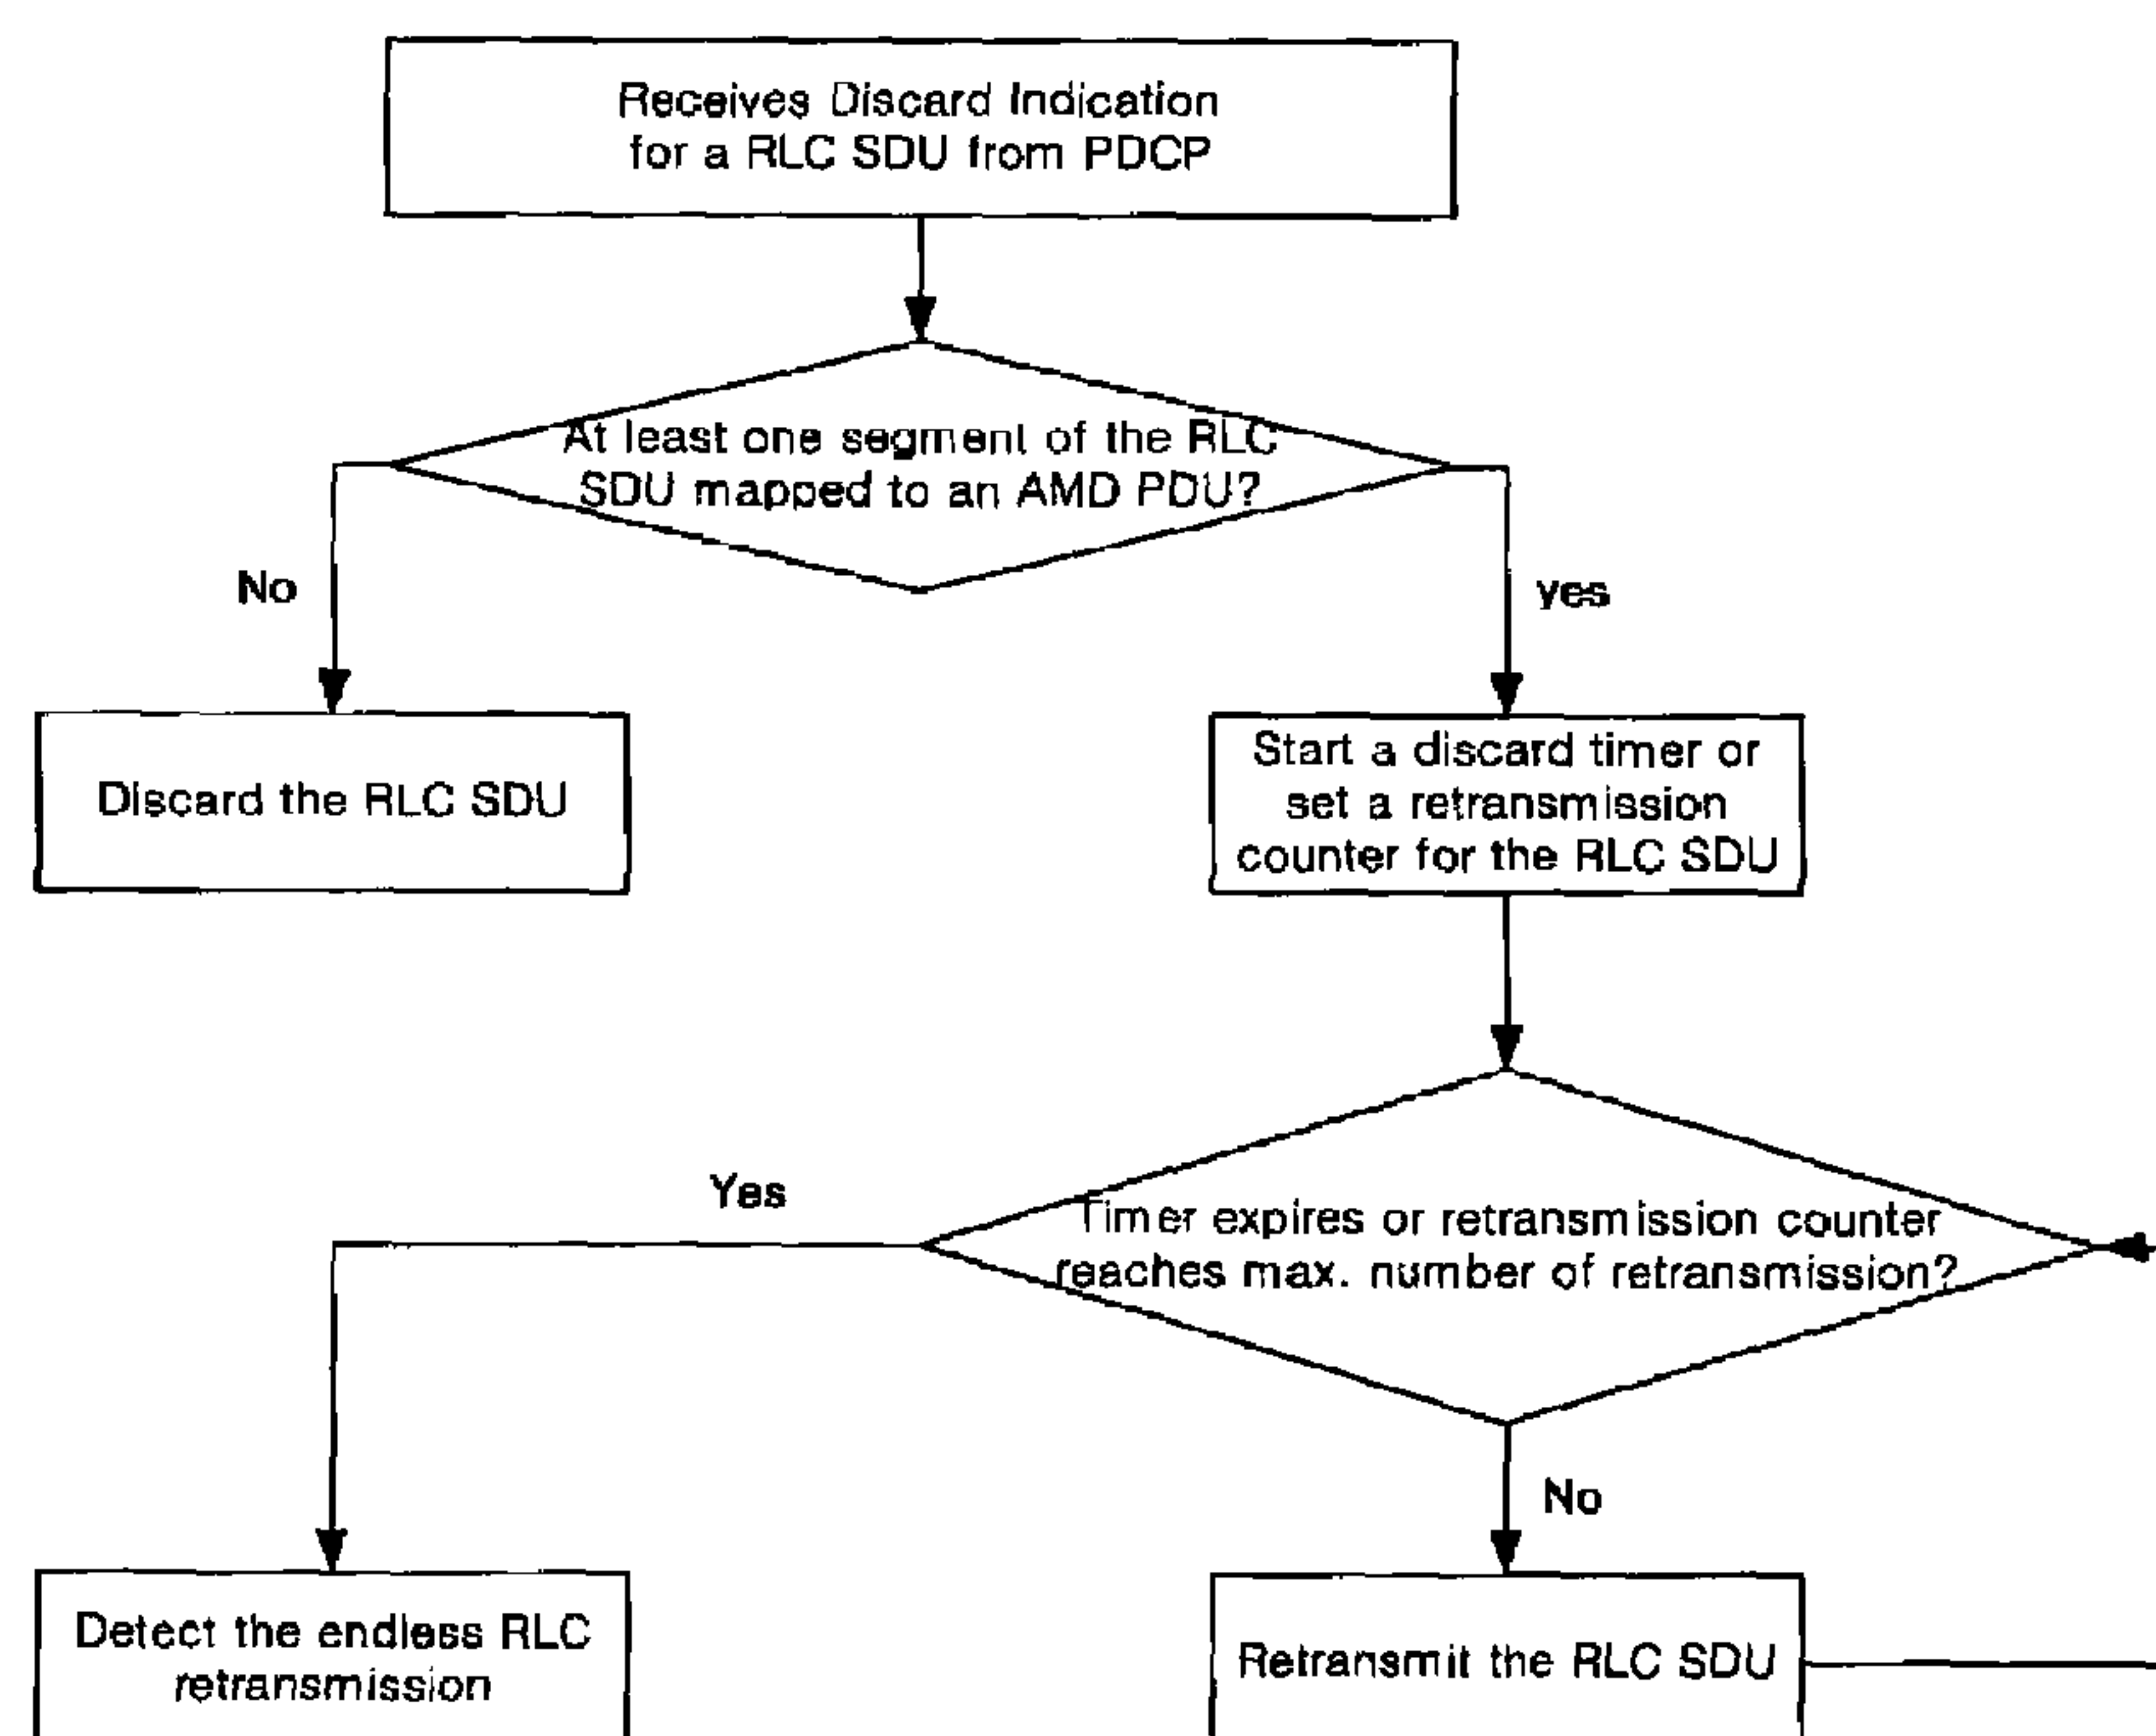 Receives Discard Indication
for a RLC SDU from PDCP
At least one segment of the RLC
SDU mapped to an AMD PDU?
No
yes
Discard the RLC SDU
Start a discard timer or
set a retransmission
counter for the RLC SDU
Yes
Timer expires or retransmission counter
reaches max. number of retransmission?
No
Detect the endless RLC
retransmission
Retransmit the RLC SDU